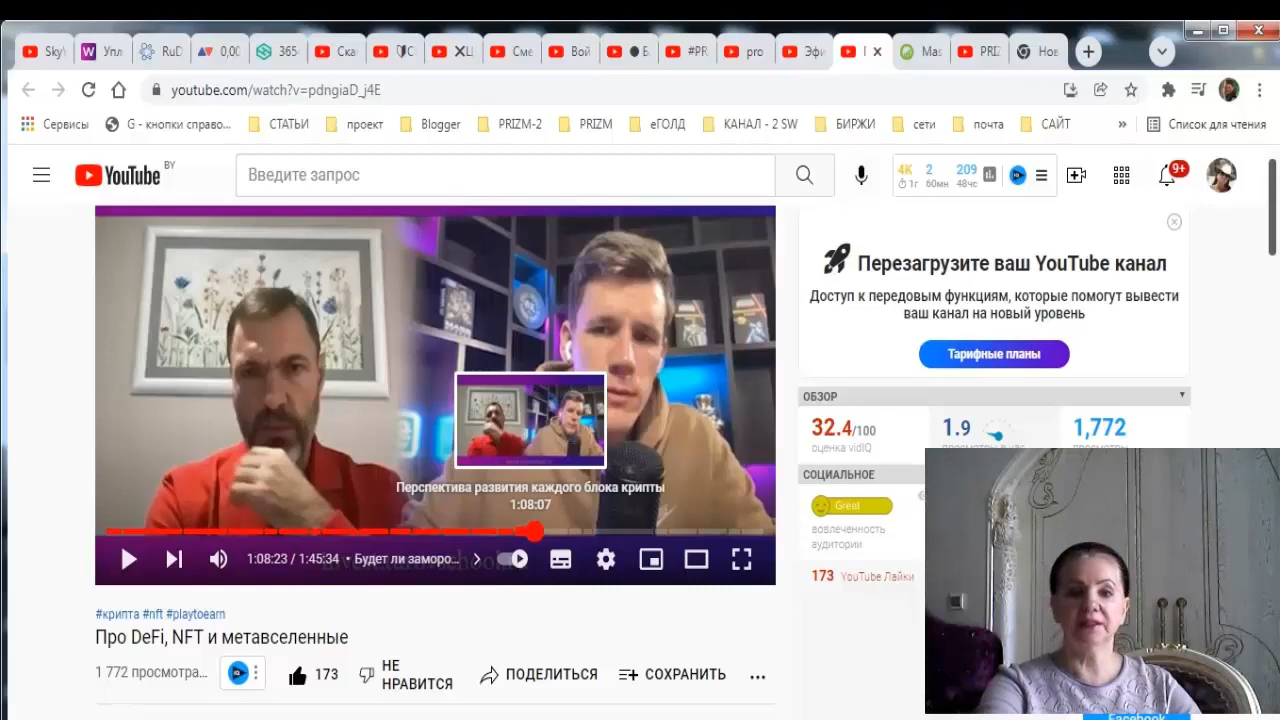 Sky
Упл
RuD
0,00
365
Ска
С
Сме
Вой
Б
#PR
pro
Эфи
Mas
PRIZ
Нов
youtube.com/watch?v=pdngiaD_j4E
Сервисы
G - кнопки справо...
СТАТЬИ
проект
Blogger
PRIZM-2
PRIZM
еГОЛД
КАНАЛ - 2 SW
БИРЖИ
сети
почта
САЙТ
»
Список для чтения
YouTube BY
Введите запрос
4K 2 209
1г 60мн 48чс
9+
Перезагрузите ваш YouTube канал
Доступ к передовым функциям, которые помогут вывести
ваш канал на новый уровень
Тарифные планы
Перспектива развития каждого блока крипты
1:08:07
1:08:23 / 1:45:34 • Будет ли заморо...
#крипта #nft #playtoearn
Про DeFi, NFT и метавселенные
1 772 просмотра...
173
НЕ НРАВИТСЯ
ПОДЕЛИТЬСЯ
СОХРАНИТЬ
...
ОБЗОР
32.4/100
оценка vidIQ
1.9
1,772
СОЦИАЛЬНОЕ
Great
вовлеченность
аудитории
173 YouTube Лайки
Facebook